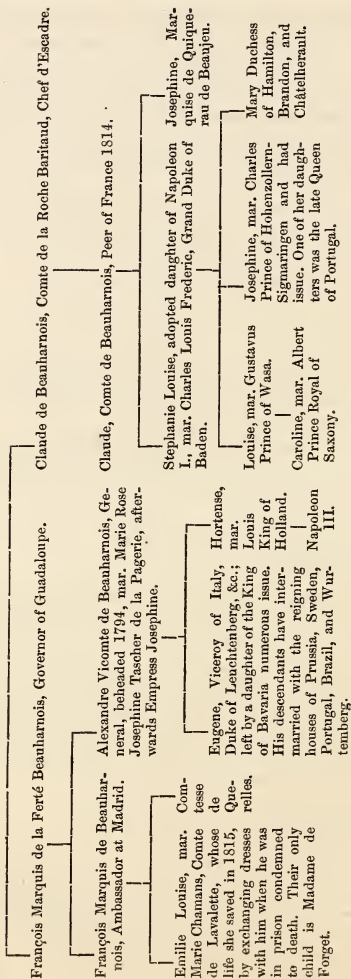 François Marquis de la Ferté Beauharnois, Governor of Guadaloupe.
Claude de Beauharnois, Comte de la Roche Baritaud, Chef d'Escadre.
François Marquis de Beauhar-
nois, Ambassador at Madrid.
Alexandre Vicomte de Beauharnois, Ge-
neral, beheaded 1794, mar. Marie Rose
Josephine Tascher de la Pagerie, after-
wards Empress Josephine.
Claude, Comte de Beauharnois, Peer of France 1814.
Emilie Louise, mar. Com-
Marie Chamans, Comte tesse
de Lavalette, whose de
life she saved in 1815, Que-
by exchanging dresses relles.
with him when he was
in prison condemned
to death. Their only
child is Madame de
Forget.
Eugene, Viceroy of Italy,
Duke of Leuchtenberg, &c.;
left by a daughter of the King
of Bavaria numerous issue.
His descendants have inter-
married with the reigning
houses of Prussia, Sweden,
Portugal, Brazil, and Wur-
temberg.
Hortense,
mar.
Louis
King of
Holland.
Napoleon
III.
Stephanie Louise, adopted daughter of Napoleon
I., mar. Charles Louis Frederic, Grand Duke of
Baden.
Josephine, Mar-
quise de Quique-
rau de Beaujeu.
Louise, mar. Gustavus
Prince of Wasa.
Caroline, mar. Albert
Prince Royal of
Saxony.
Josephine, mar. Charles
Prince of Hohenzollern-
Sigmaringen and had
issue. One of her daugh-
ters was the late Queen
of Portugal.
Mary Duchess
of Hamilton,
Brandon, and
Châtelherault.